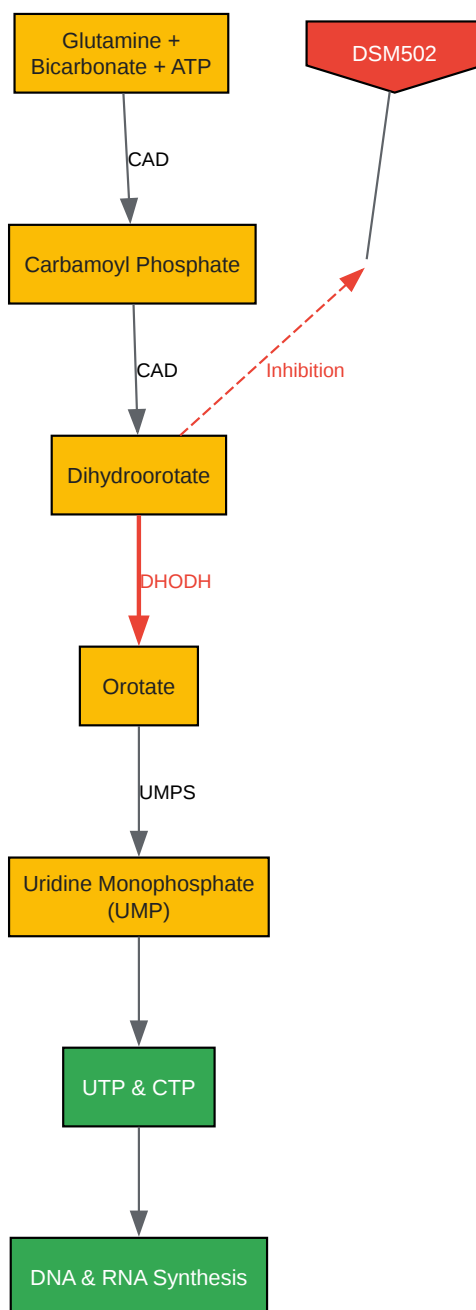 Glutamine +
Bicarbonate + ATP
DSM502
CAD
Carbamoyl Phosphate
CAD
Inhibition
Dihydroorotate
DHODH
Orotate
UMPS
Uridine Monophosphate
(UMP)
UTP & CTP
DNA & RNA Synthesis